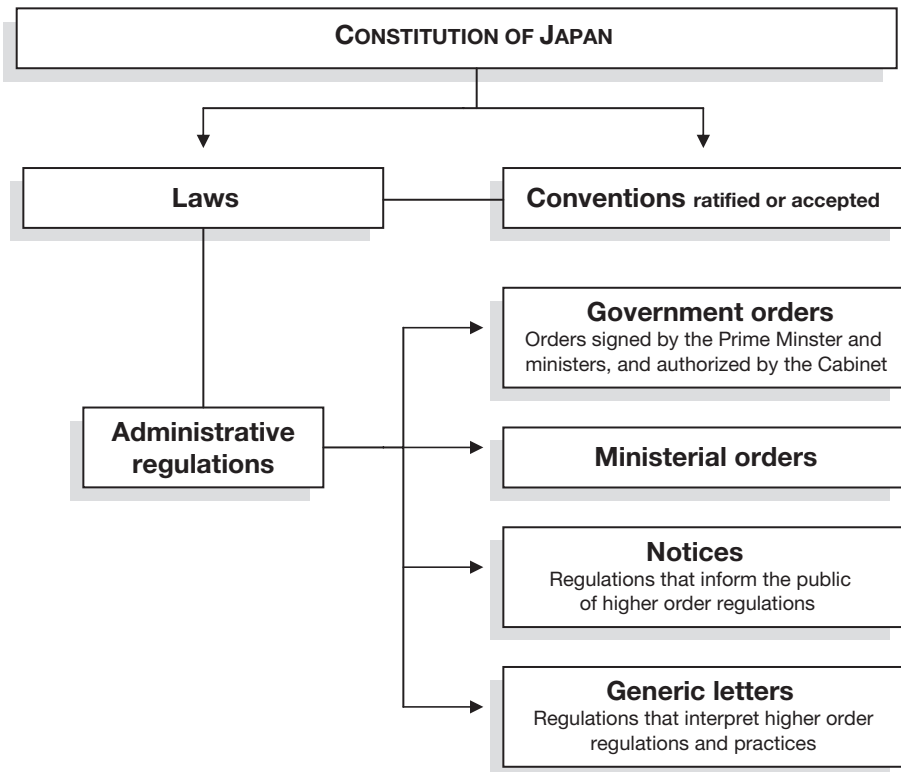 CONSTITUTION OF JAPAN
Laws
Conventions ratified or accepted
Government orders
Orders signed by the Prime Minster and
ministers, and authorized by the Cabinet
Administrative
regulations
Ministerial orders
Notices
Regulations that inform the public
of higher order regulations
Generic letters
Regulations that interpret higher order
regulations and practices